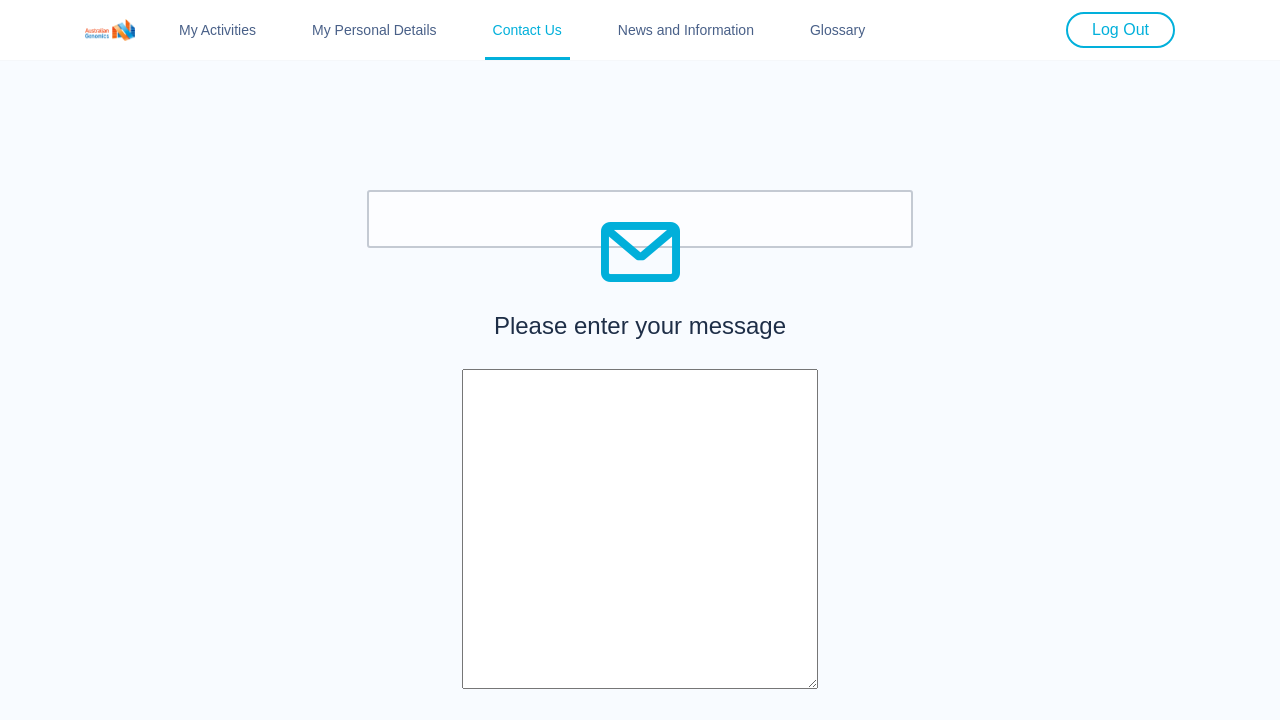 Australian
Genomics
My Activities
My Personal Details
Contact Us
News and Information
Glossary
Log Out
Please enter your message